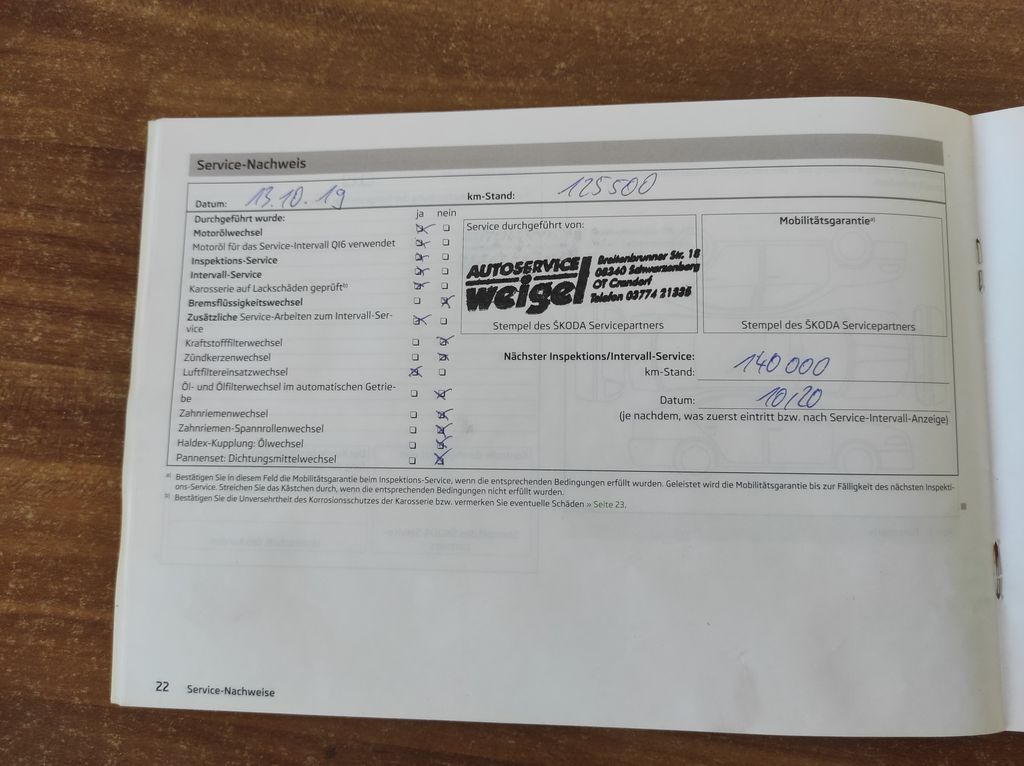 Service-Nachweis
Datum: 13.10.19 km-Stand: 125500
Durchgeführt wurde: ja nein
Motorölwechsel
Motoröl für das Service-Intervall QI6 verwendet
Inspektions-Service
Intervall-Service
Karosserie auf Lackschäden geprüft b)
Bremsflüssigkeitswechsel
Zusätzliche Service-Arbeiten zum Intervall-Ser-
vice
Kraftstofffilterwechsel
Zündkerzenwechsel
Luftfiltereinsatzwechsel
Öl- und Ölfilterwechsel im automatischen Getrie-
be
Zahnriemenwechsel
Zahnriemen-Spannrollenwechsel
Haldex-Kupplung: Ölwechsel
Pannenset: Dichtungsmittelwechsel
Service durchgeführt von:
AUTOSERVICE
weigel
Breitenbrunner Str. 18
08340 Schwarzenberg
OT Crandorf
Telefon 03774 21335
Stempel des ŠKODA Servicepartners
Mobilitätsgarantie a)
Stempel des ŠKODA Servicepartners
Nächster Inspektions/Intervall-Service:
km-Stand: 140 000
Datum: 10/20
(je nachdem, was zuerst eintritt bzw. nach Service-Intervall-Anzeige)
a) Bestätigen Sie in diesem Feld die Mobilitätsgarantie beim Inspektions-Service, wenn die entsprechenden Bedingungen erfüllt wurden. Geleistet wird die Mobilitätsgarantie bis zur Fälligkeit des nächsten Inspekti-
ons-Service. Streichen Sie das Kästchen durch, wenn die entsprechenden Bedingungen nicht erfüllt wurden.
b) Bestätigen Sie die Unversehrtheit des Korrosionsschutzes der Karosserie bzw. vermerken Sie eventuelle Schäden » Seite 23.
22 Service-Nachweise